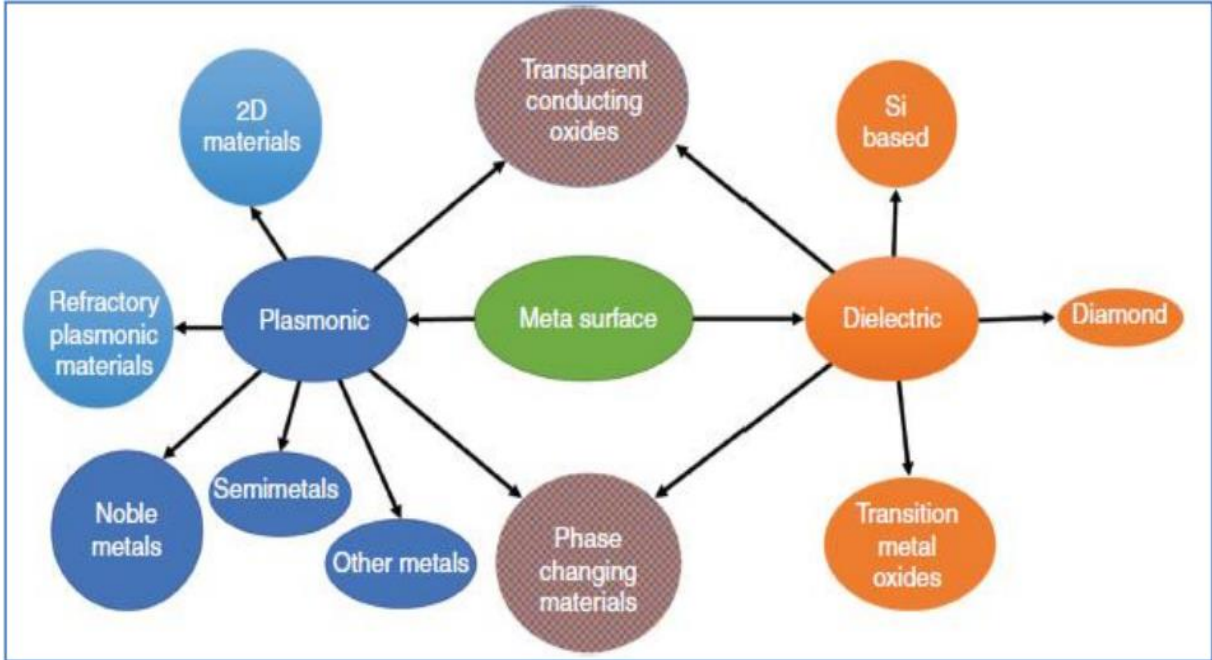 Transparent
conducting
oxides
2D
materials
Si
based
Refractory
plasmonic
materials
Plasmonic
Meta surface
Dielectric
Diamond
Noble
metals
Semimetals
Other metals
Phase
changing
materials
Transition
metal
oxides